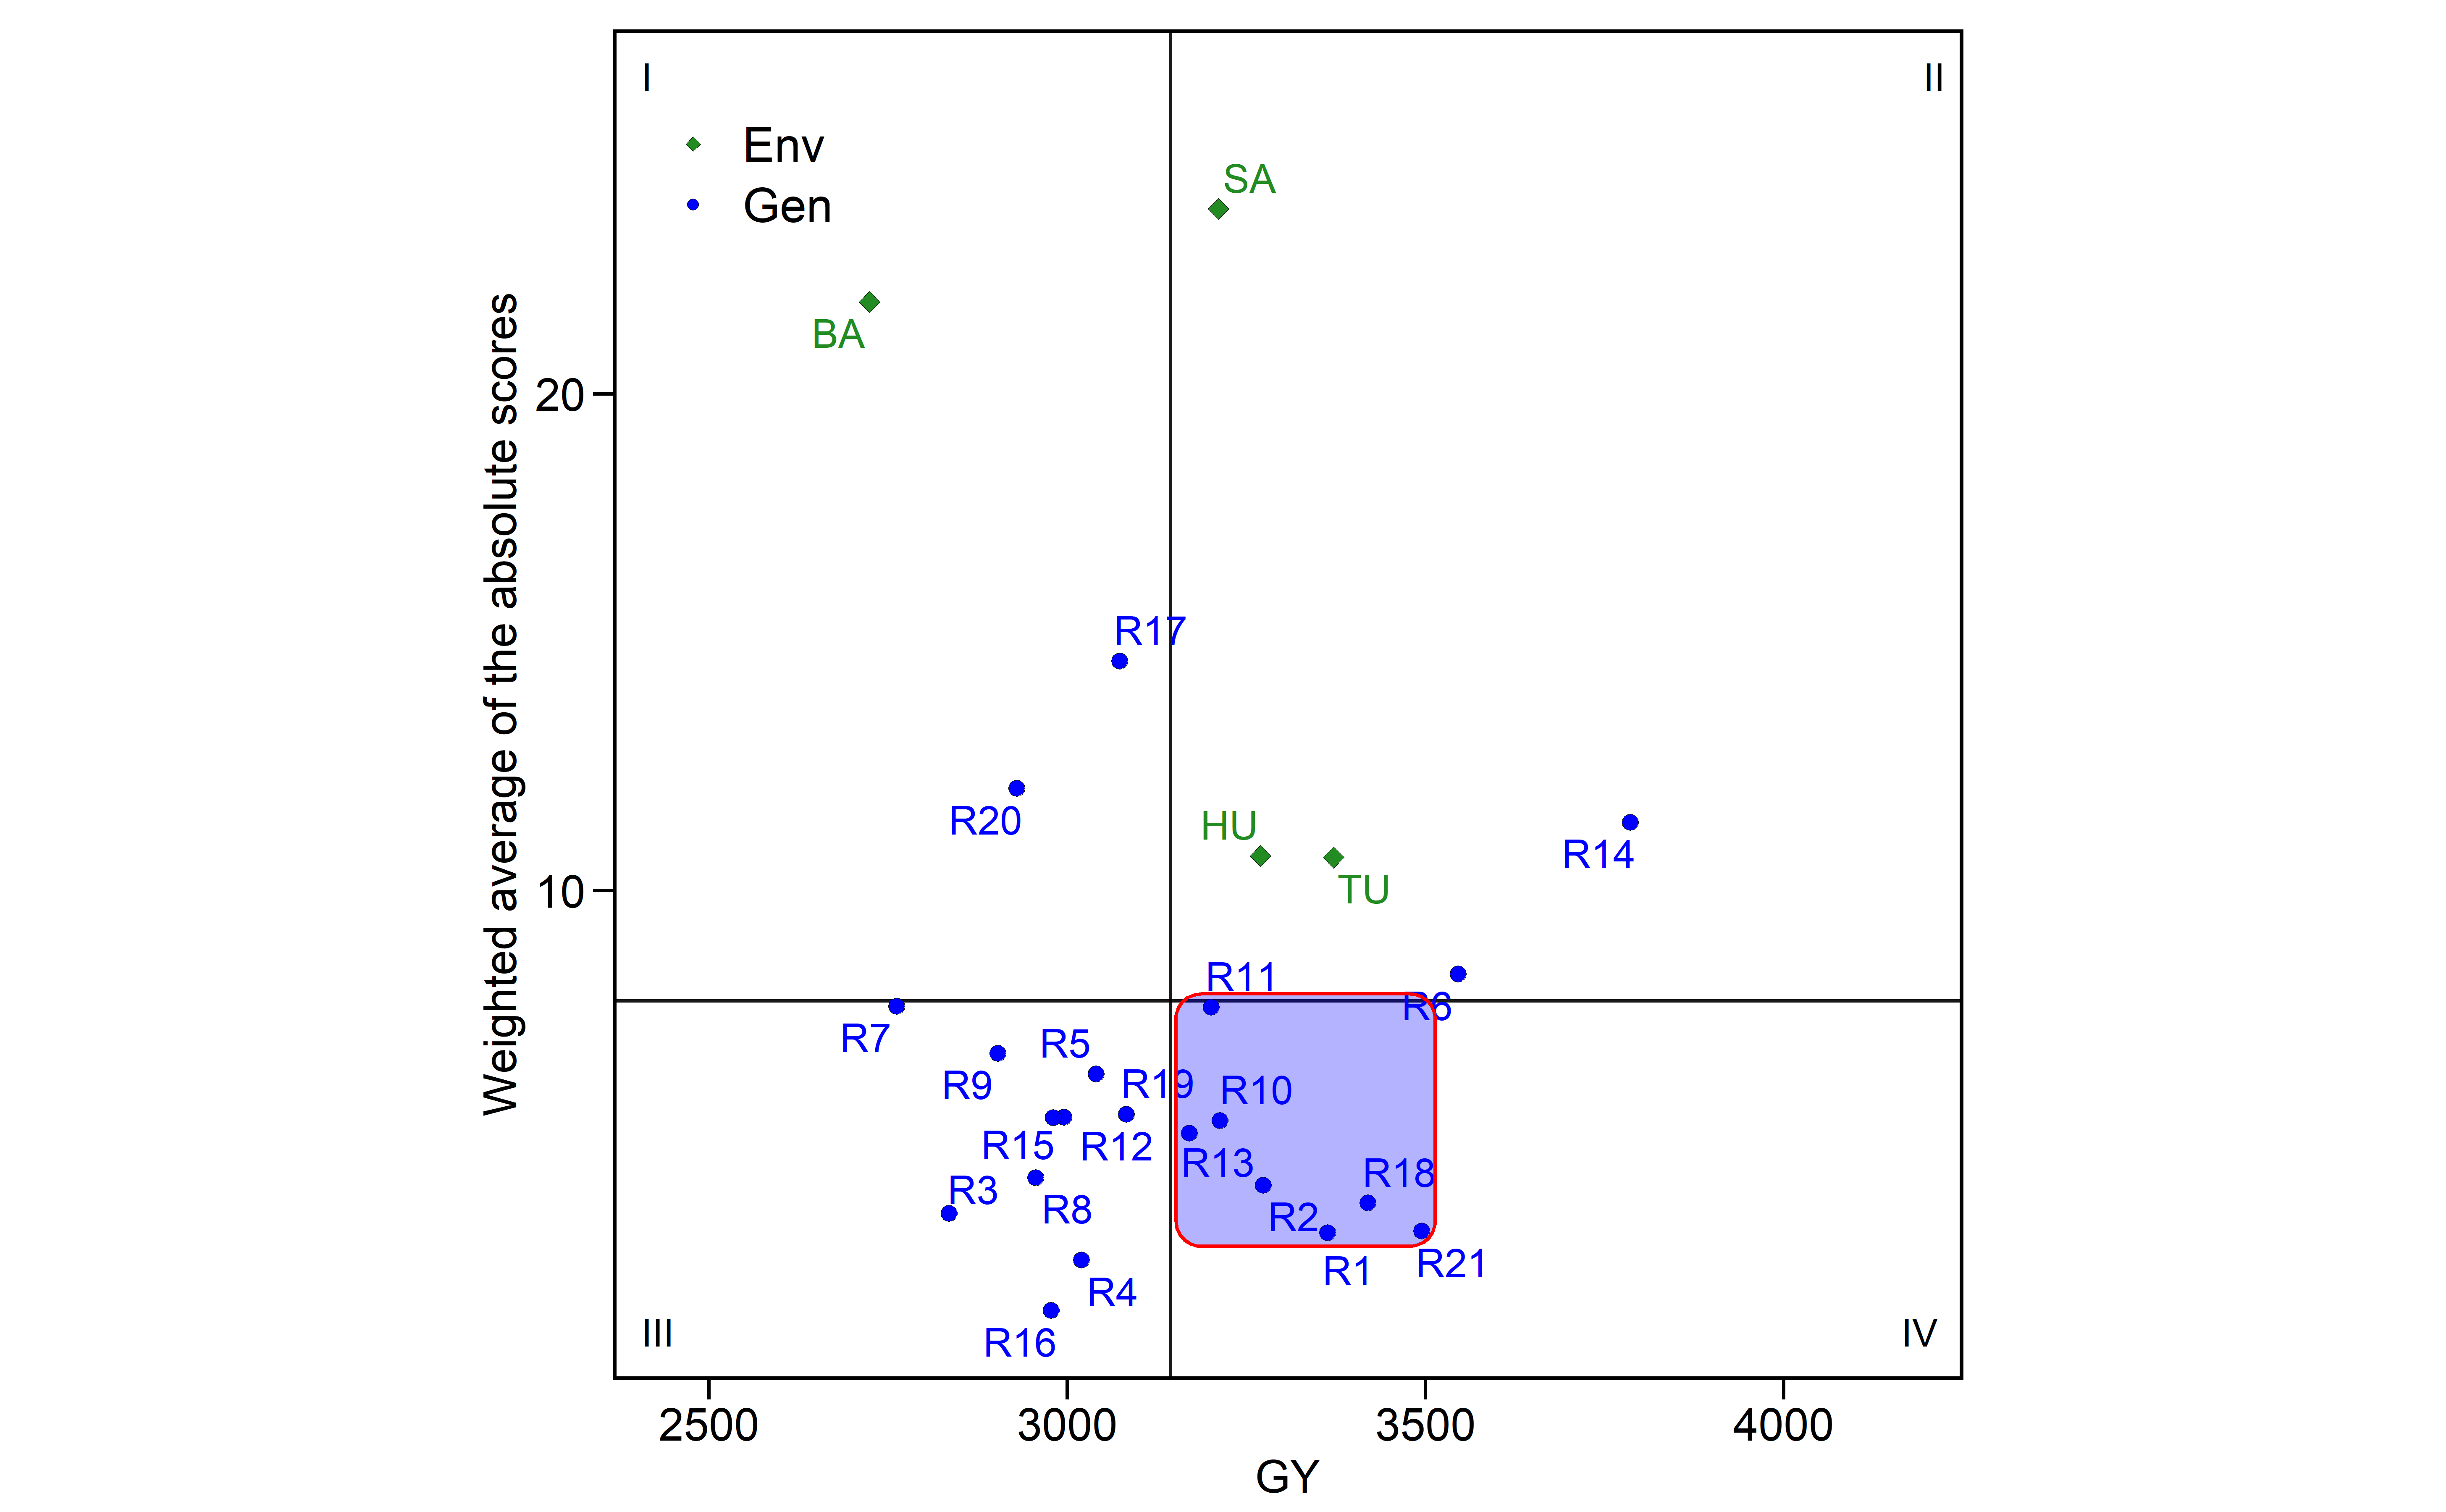 I
II
Env
Gen
SA
BA
20
Weighted average of the absolute scores
R17
R20
HU
R14
10
TU
R11
R6
R7
R5
R9
R19
R10
R15
R12
R13
R18
R3
R8
R2
R1
R21
R4
III
R16
IV
2500
3000
3500
4000
GY